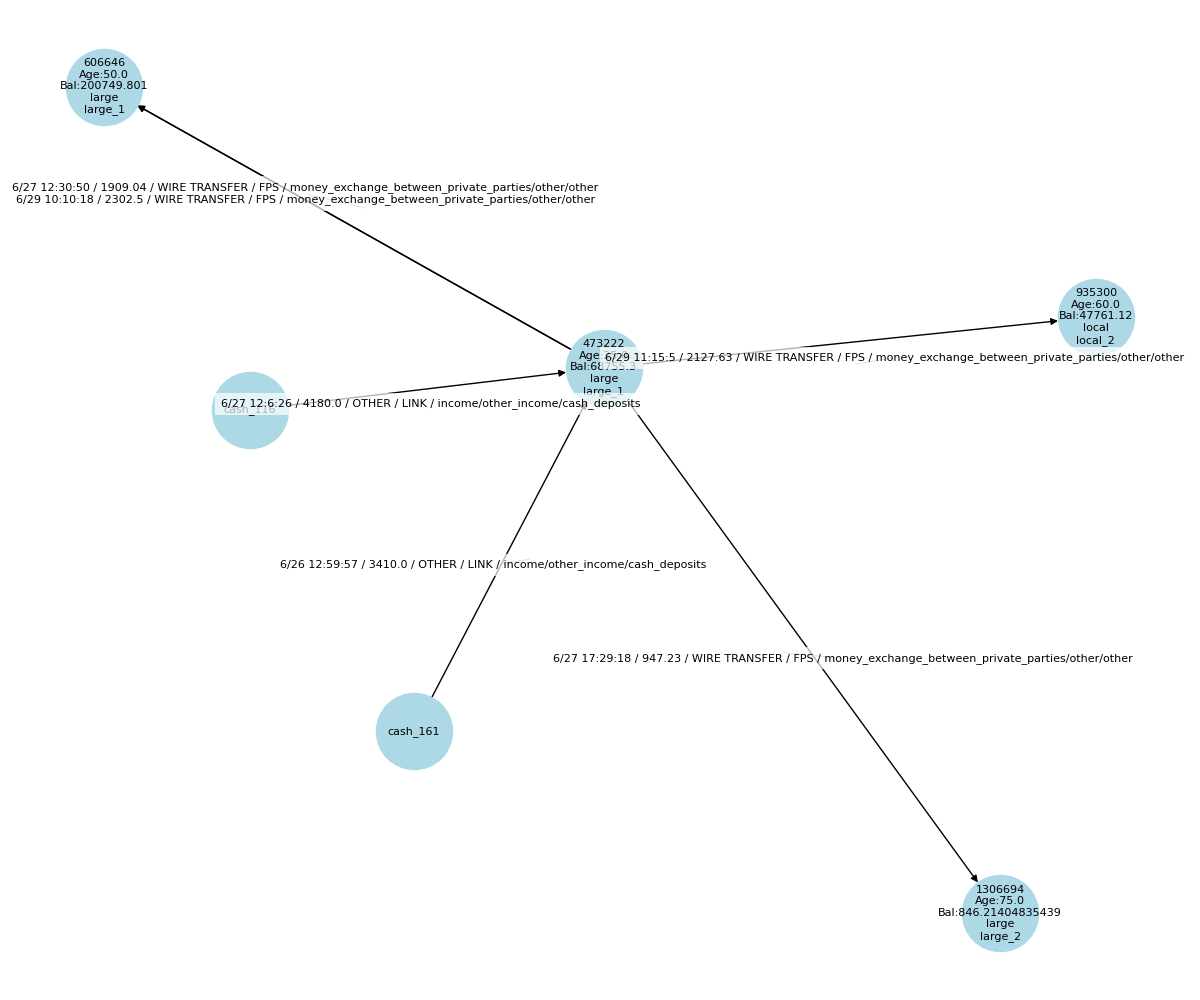 606646
Age:50.0
Bal:200749.801
large
large_1
6/27 12:30:50 / 1909.04 / WIRE TRANSFER / FPS / money_exchange_between_private_parties/other/other
6/29 10:10:18 / 2302.5 / WIRE TRANSFER / FPS / money_exchange_between_private_parties/other/other
935300
Age:60.0
Bal:47761.12
local
local_2
473222
large
large_1
6/29 11:15:5 / 2127.63 / WIRE TRANSFER / FPS / money_exchange_between_private_parties/other/other
cash_116
6/27 12:6:26 / 4180.0 / OTHER / LINK / income/other_income/cash_deposits
6/26 12:59:57 / 3410.0 / OTHER / LINK / income/other_income/cash_deposits
6/27 17:29:18 / 947.23 / WIRE TRANSFER / FPS / money_exchange_between_private_parties/other/other
cash_161
1306694
Age:75.0
Bal:846.21404835439
large
large_2